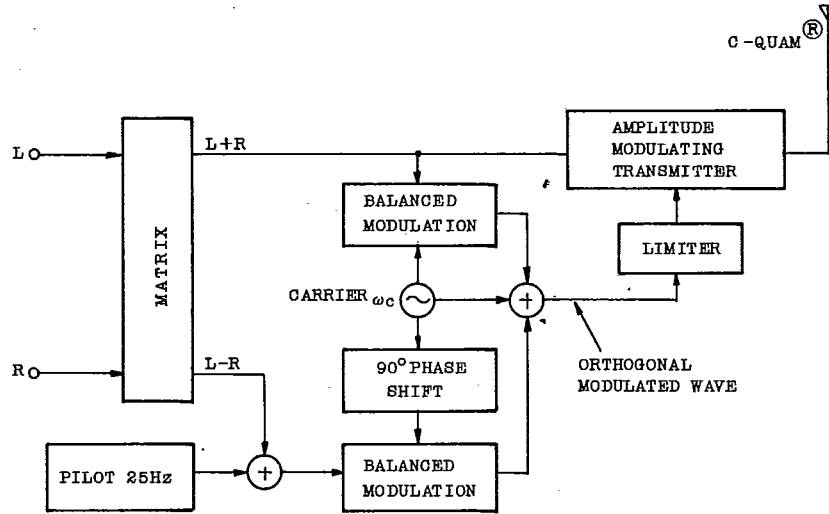 C-QUAM®
AMPLITUDE
MODULATING
TRANSMITTER
L
L+R
MATRIX
BALANCED
MODULATION
LIMITER
CARRIER ωc
R
L-R
90° PHASE
SHIFT
ORTHOGONAL
MODULATED WAVE
PILOT 25Hz
BALANCED
MODULATION